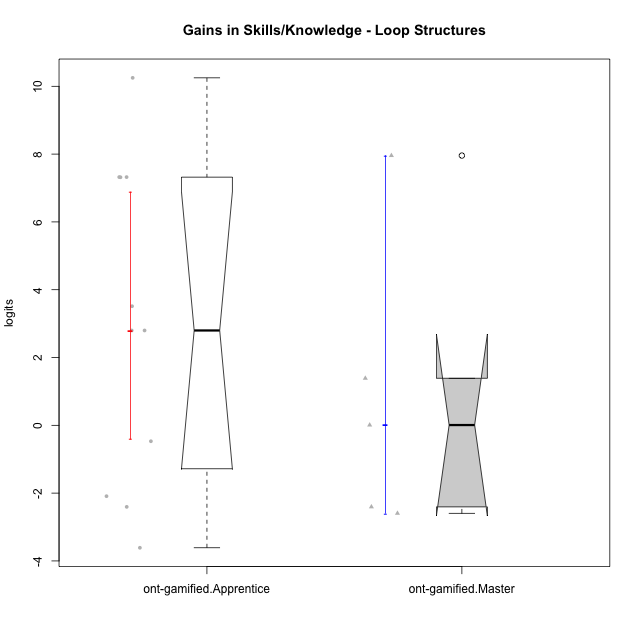 Gains in Skills/Knowledge - Loop Structures
logits
10
8
6
4
2
0
-2
-4
ont-gamified.Apprentice
ont-gamified.Master